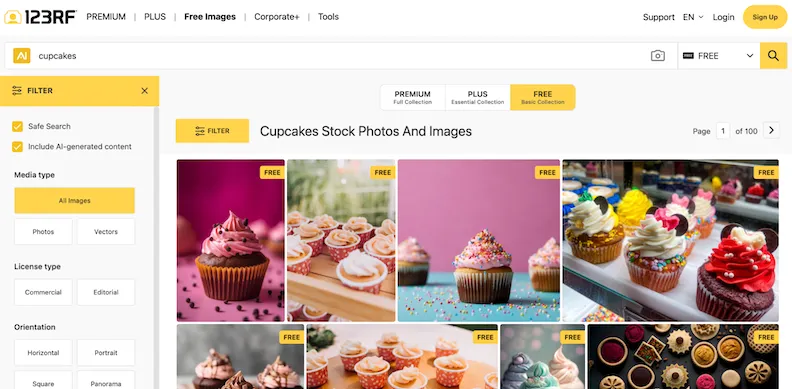 123RF PREMIUM PLUS Free Images Corporate+ Tools Support EN Login Sign Up
AI cupcakes FREE FREE
FILTER
PREMIUM
Full Collection
PLUS
Essential Collection
FREE
Basic Collection
Safe Search
Include AI-generated content
FILTER
Cupcakes Stock Photos And Images
Page 1 of 100
Media type
All Images
Photos Vectors
License type
Commercial Editorial
Orientation
Horizontal Portrait
Square Panorama
FREE FREE FREE FREE
FREE FREE FREE FREE